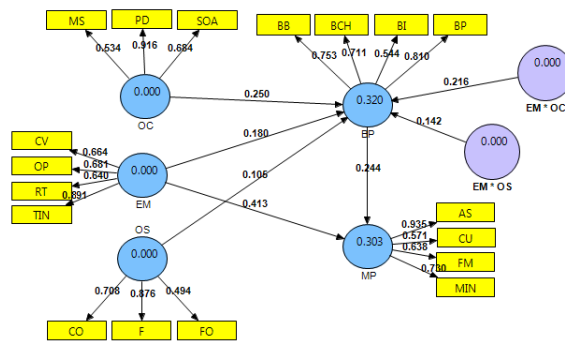 MS
PD
SOA
BB
BCH
BI
BP
0.534
0.916
0.684
0.753
0.711
0.544
0.810
0.000
OC
0.250
0.320
BP
0.216
0.000
EM * OC
0.142
0.000
EM * OS
CV
OP
RT
TIN
0.664
0.681
0.640
0.891
0.000
EM
0.180
0.105
0.413
0.244
OS
0.000
0.708
0.876
0.494
CO
F
FO
0.303
MP
0.935
0.571
0.638
0.730
AS
CU
FM
MIN